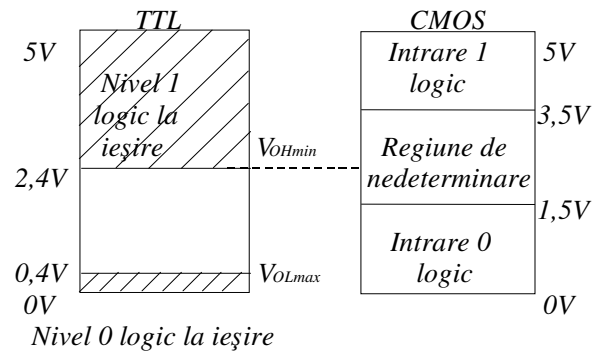 TTL
CMOS
5V
Nivel 1
logic la
ieşire
VOHmin
2,4V
0,4V
VOLmax
0V
Nivel 0 logic la ieşire
Intrare 1
logic
5V
3,5V
Regiune de
nedeterminare
1,5V
Intrare 0
logic
0V